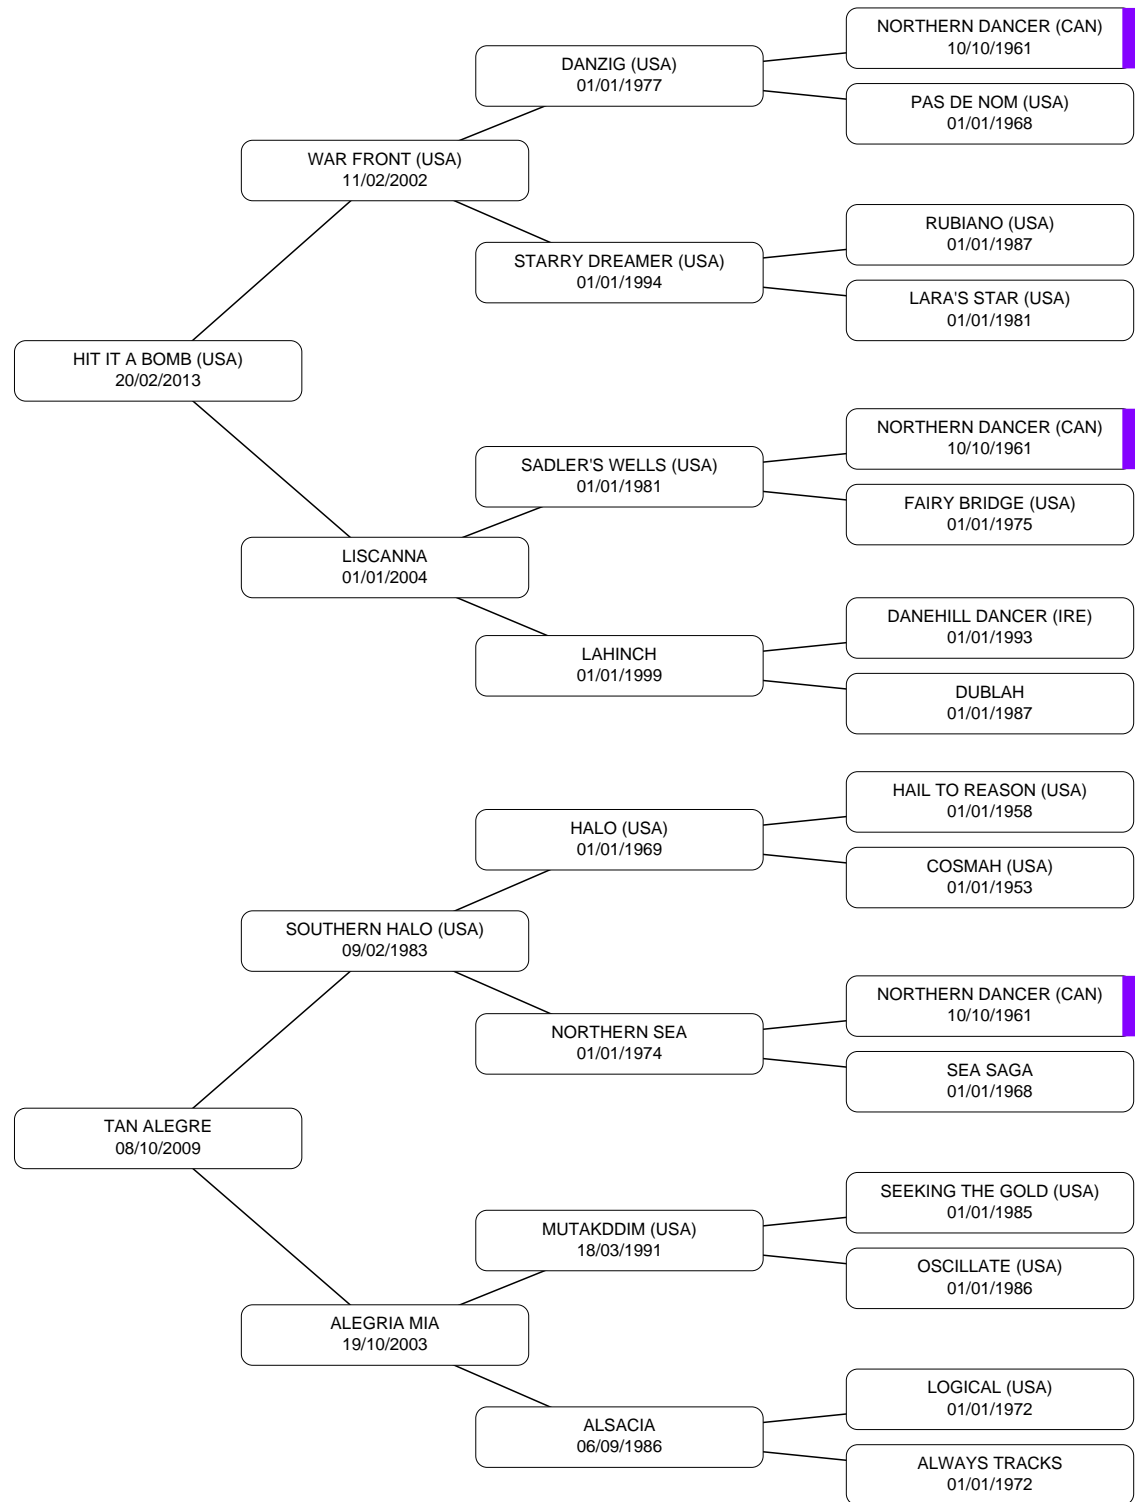 NORTHERN DANCER (CAN)
10/10/1961
DANZIG (USA)
01/01/1977
PAS DE NOM (USA)
01/01/1968
WAR FRONT (USA)
11/02/2002
RUBIANO (USA)
01/01/1987
STARRY DREAMER (USA)
01/01/1994
LARA'S STAR (USA)
01/01/1981
HIT IT A BOMB (USA)
20/02/2013
NORTHERN DANCER (CAN)
10/10/1961
SADLER'S WELLS (USA)
01/01/1981
FAIRY BRIDGE (USA)
01/01/1975
LISCANNA
01/01/2004
DANEHILL DANCER (IRE)
01/01/1993
LAHINCH
01/01/1999
DUBLAH
01/01/1987
HAIL TO REASON (USA)
01/01/1958
HALO (USA)
01/01/1969
COSMAH (USA)
01/01/1953
SOUTHERN HALO (USA)
09/02/1983
NORTHERN DANCER (CAN)
10/10/1961
NORTHERN SEA
01/01/1974
SEA SAGA
01/01/1968
TAN ALEGRE
08/10/2009
SEEKING THE GOLD (USA)
01/01/1985
MUTAKDDIM (USA)
18/03/1991
OSCILLATE (USA)
01/01/1986
ALEGRIA MIA
19/10/2003
LOGICAL (USA)
01/01/1972
ALSACIA
06/09/1986
ALWAYS TRACKS
01/01/1972